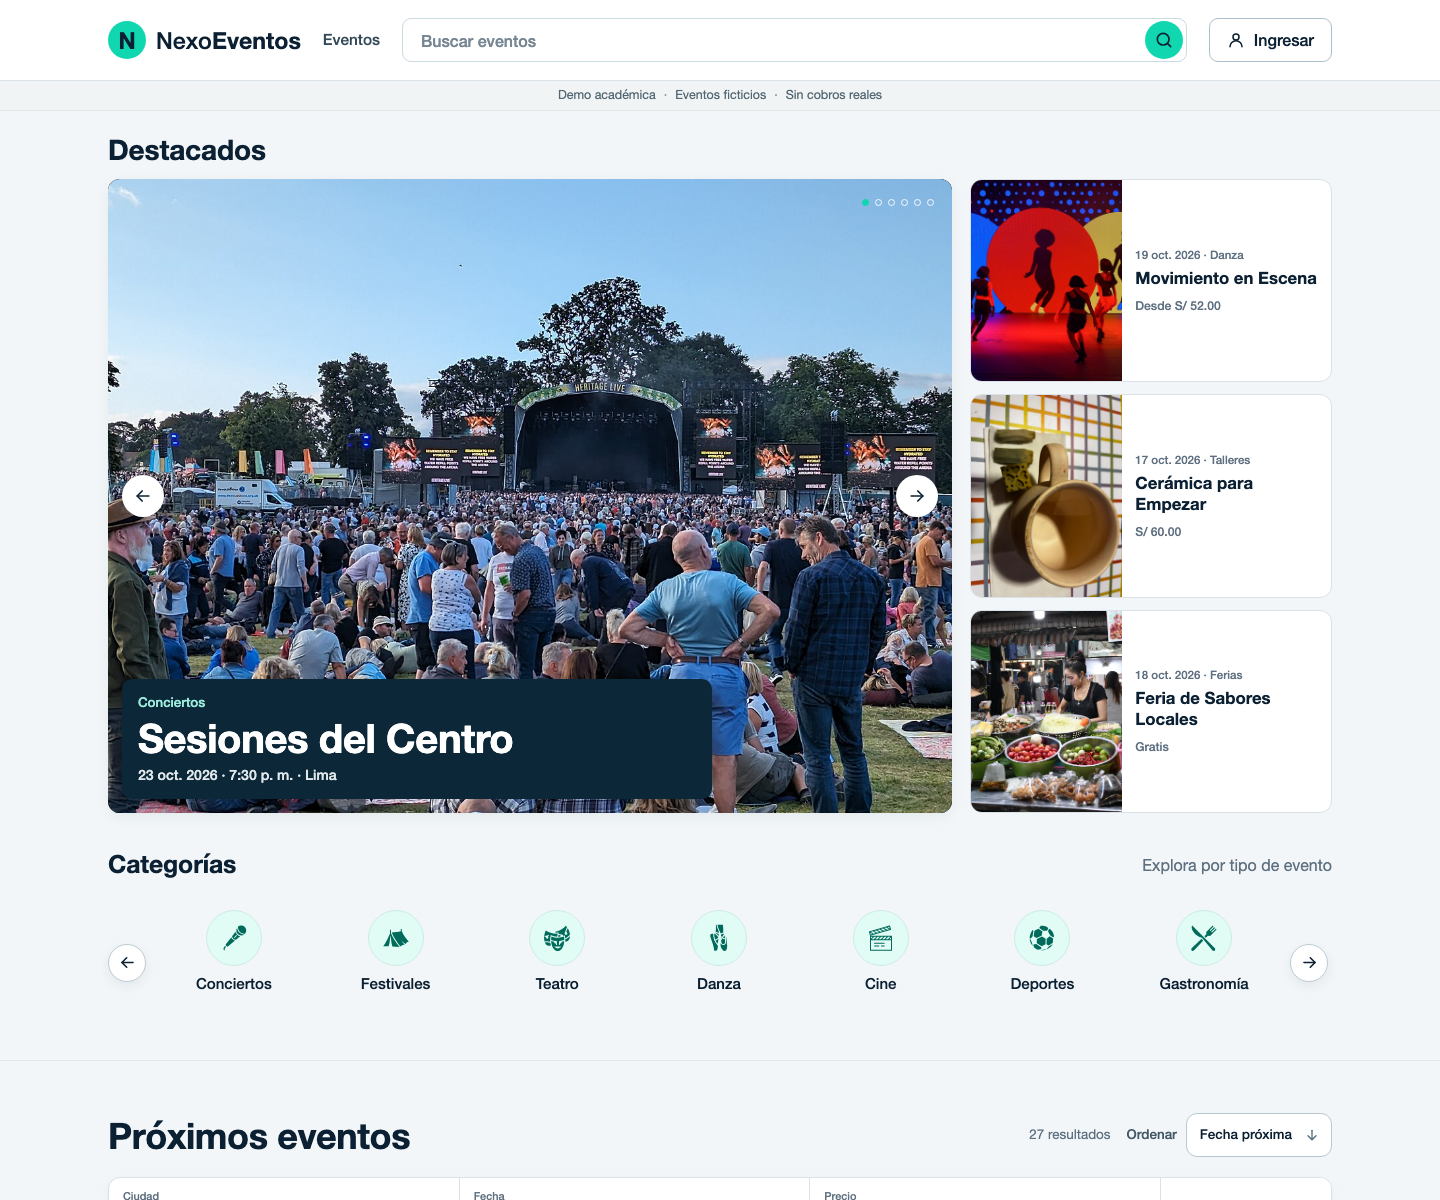 N NexoEventos
Eventos
Buscar eventos
Ingresar
Demo académica · Eventos ficticios · Sin cobros reales
Destacados
HERITAGE LIVE
Conciertos
Sesiones del Centro
23 oct. 2026 · 7:30 p. m. · Lima
19 oct. 2026 · Danza
Movimiento en Escena
Desde S/ 52.00
17 oct. 2026 · Talleres
Cerámica para
Empezar
S/ 60.00
18 oct. 2026 · Ferias
Feria de Sabores
Locales
Gratis
Categorías
Explora por tipo de evento
Conciertos
Festivales
Teatro
Danza
Cine
Deportes
Gastronomía
Próximos eventos
27 resultados
Ordenar
Fecha próxima
Ciudad
Fecha
Precio